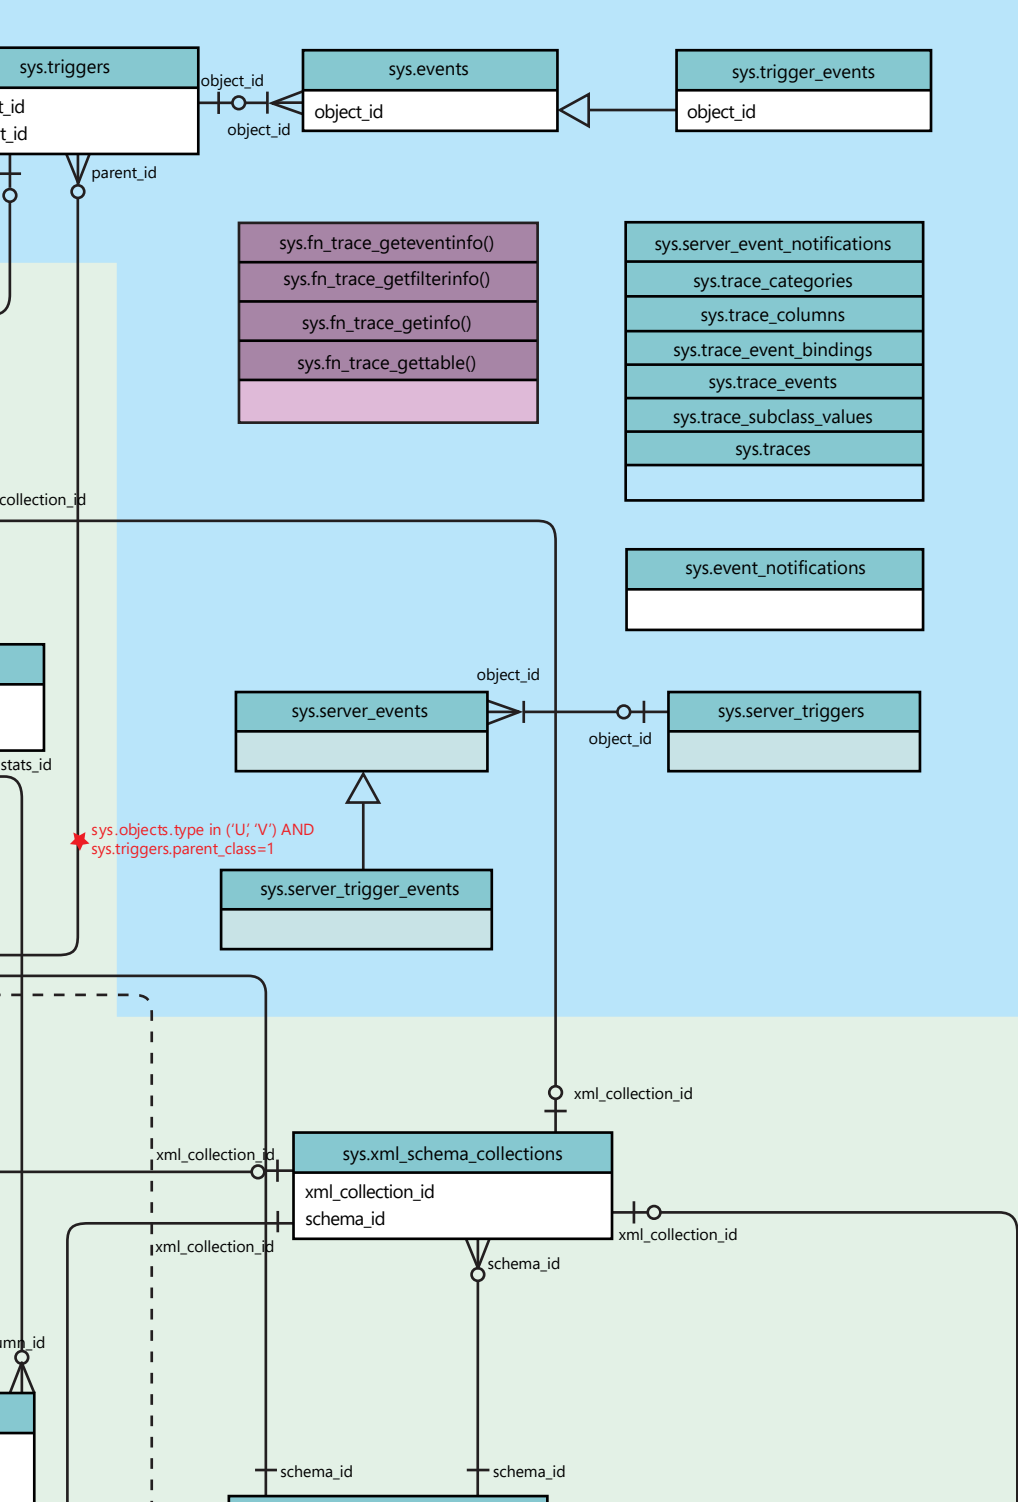 sys.triggers
t_id
t_id
object_id
object_id
sys.events
object_id
sys.trigger_events
object_id
parent_id
sys.fn_trace_geteventinfo()
sys.fn_trace_getfilterinfo()
sys.fn_trace_getinfo()
sys.fn_trace_gettable()
sys.server_event_notifications
sys.trace_categories
sys.trace_columns
sys.trace_event_bindings
sys.trace_events
sys.trace_subclass_values
sys.traces
collection_id
sys.event_notifications
object_id
sys.server_events
sys.server_triggers
object_id
stats_id
sys.objects.type in (‘U’, ‘V’) AND
sys.triggers.parent_class=1
sys.server_trigger_events
xml_collection_id
xml_collection_id
sys.xml_schema_collections
xml_collection_id
schema_id
xml_collection_id
xml_collection_id
schema_id
umn_id
schema_id
schema_id